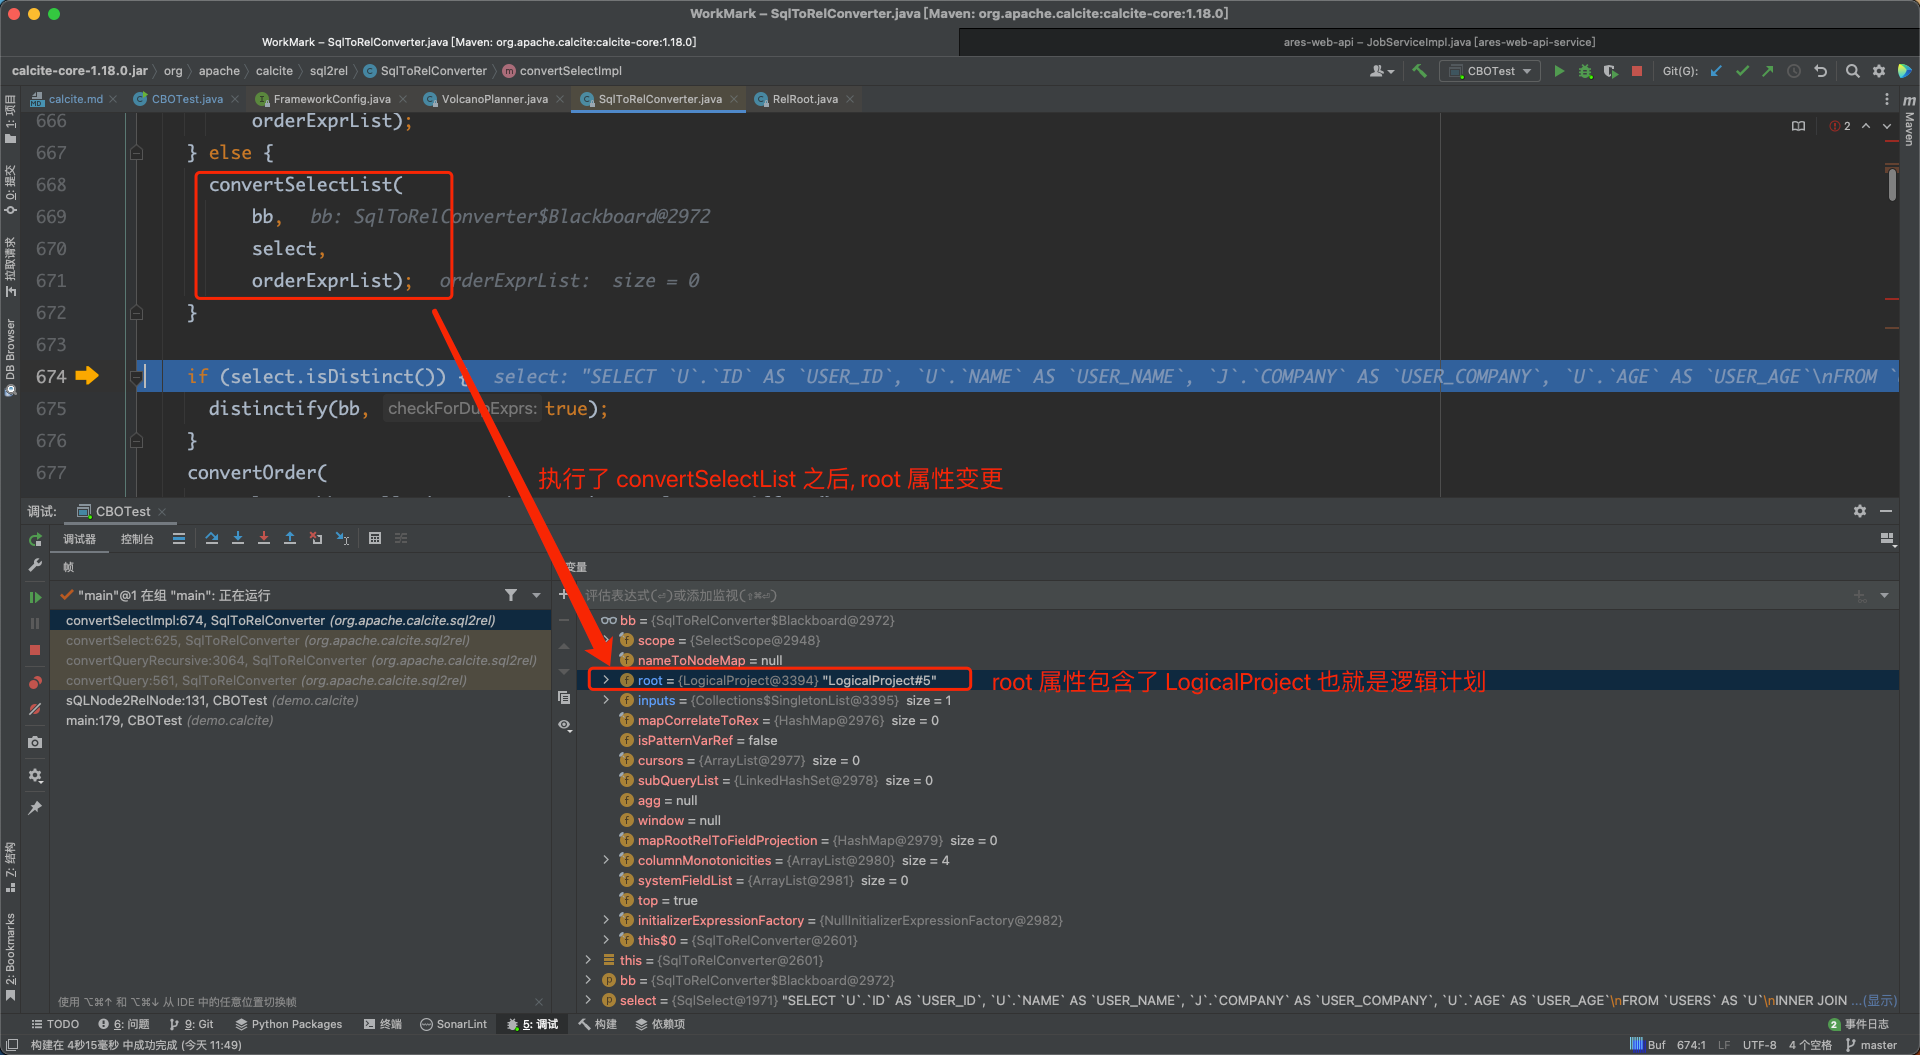 WorkMark – SqlToRelConverter.java [Maven: org.apache.calcite:calcite-core:1.18.0]
WorkMark – SqlToRelConverter.java [Maven: org.apache.calcite:calcite-core:1.18.0]
ares-web-api – JobServiceImpl.java [ares-web-api-service]
calcite-core-1.18.0.jar org apache calcite sql2rel SqlToRelConverter convertSelectImpl
CBOTest Git(G):
calcite.md CBOTest.java FrameworkConfig.java VolcanoPlanner.java SqlToRelConverter.java RelRoot.java
1: 项目
0: 提交
拉取请求
DB Browser
Z: 结构
2: Bookmarks
Maven
2
666 orderExprList);
667 } else {
668 convertSelectList(
669 bb, bb: SqlToRelConverter$Blackboard@2972
670 select,
671 orderExprList); orderExprList: size = 0
672 }
673
674 if (select.isDistinct()) { select: "SELECT `U`.`ID` AS `USER_ID`, `U`.`NAME` AS `USER_NAME`, `J`.`COMPANY` AS `USER_COMPANY`, `U`.`AGE` AS `USER_AGE`\nFROM `
675 distinctify(bb, checkForDupExprs: true);
676 }
677 convertOrder(
执行了 convertSelectList 之后, root 属性变更
调试: CBOTest
调试器 控制台
帧
变量
"main"@1 在组 "main": 正在运行
评估表达式(⏎)或添加监视(⇧⌘⏎)
convertSelectImpl:674, SqlToRelConverter (org.apache.calcite.sql2rel)
convertSelect:625, SqlToRelConverter (org.apache.calcite.sql2rel)
convertQueryRecursive:3064, SqlToRelConverter (org.apache.calcite.sql2rel)
convertQuery:561, SqlToRelConverter (org.apache.calcite.sql2rel)
sQLNode2RelNode:131, CBOTest (demo.calcite)
main:179, CBOTest (demo.calcite)
bb = {SqlToRelConverter$Blackboard@2972}
scope = {SelectScope@2948}
nameToNodeMap = null
root = {LogicalProject@3394} "LogicalProject#5"
root 属性包含了 LogicalProject 也就是逻辑计划
inputs = {Collections$SingletonList@3395} size = 1
mapCorrelateToRex = {HashMap@2976} size = 0
isPatternVarRef = false
cursors = {ArrayList@2977} size = 0
subQueryList = {LinkedHashSet@2978} size = 0
agg = null
window = null
mapRootRelToFieldProjection = {HashMap@2979} size = 0
columnMonotonicities = {ArrayList@2980} size = 4
systemFieldList = {ArrayList@2981} size = 0
top = true
initializerExpressionFactory = {NullInitializerExpressionFactory@2982}
this$0 = {SqlToRelConverter@2601}
this = {SqlToRelConverter@2601}
bb = {SqlToRelConverter$Blackboard@2972}
select = {SqlSelect@1971} "SELECT `U`.`ID` AS `USER_ID`, `U`.`NAME` AS `USER_NAME`, `J`.`COMPANY` AS `USER_COMPANY`, `U`.`AGE` AS `USER_AGE`\nFROM `USERS` AS `U`\nINNER JOIN ...(显示)
使用 ⌥⌘↑ 和 ⌥⌘↓ 从 IDE 中的任意位置切换帧
TODO 6: 问题 9: Git Python Packages 终端 SonarLint 5: 调试 构建 依赖项 2 事件日志
构建在 4秒15毫秒 中成功完成 (今天 11:49) Buf 674:1 LF UTF-8 4 个空格 master